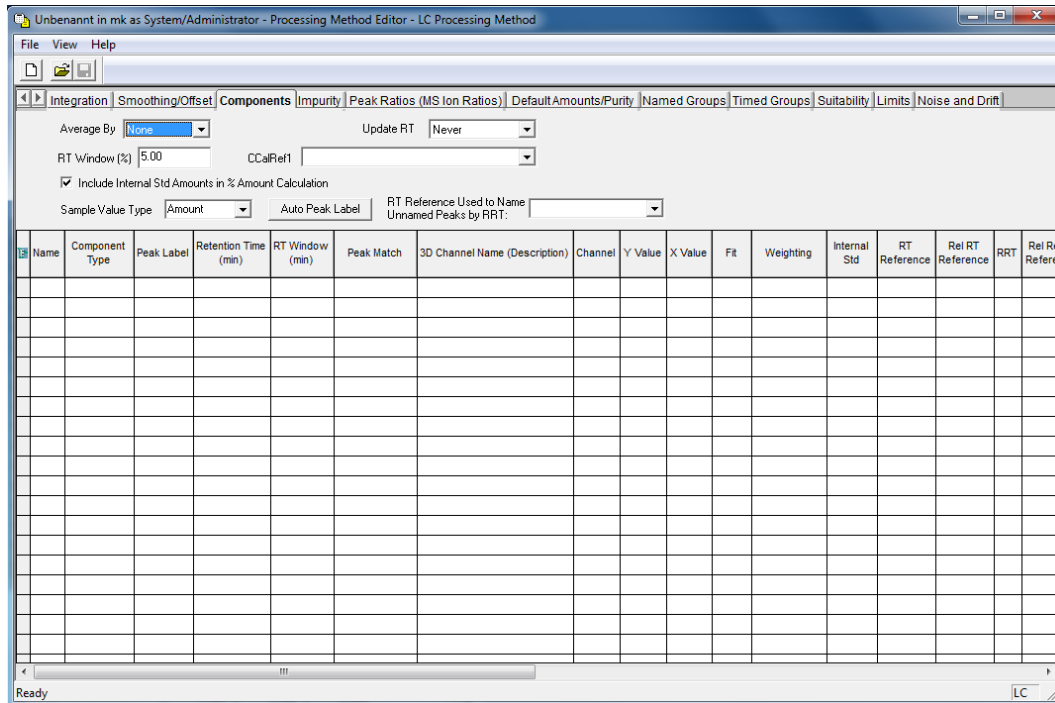 Unbenannt in mk as System/Administrator - Processing Method Editor - LC Processing Method
File View Help
Integration Smoothing/Offset Components Impurity Peak Ratios (MS Ion Ratios) Default Amounts/Purity Named Groups Timed Groups Suitability Limits Noise and Drift
Average By None Update RT Never
RT Window (%) 5.00 CCalRef1
Include Internal Std Amounts in % Amount Calculation
Sample Value Type Amount Auto Peak Label RT Reference Used to Name
Unnamed Peaks by RRT:
Name Component Type Peak Label Retention Time (min) RT Window (min) Peak Match 3D Channel Name (Description) Channel Y Value X Value Fit Weighting Internal Std RT Reference Rel RT Reference RRT Rel Re Refere
Ready LC